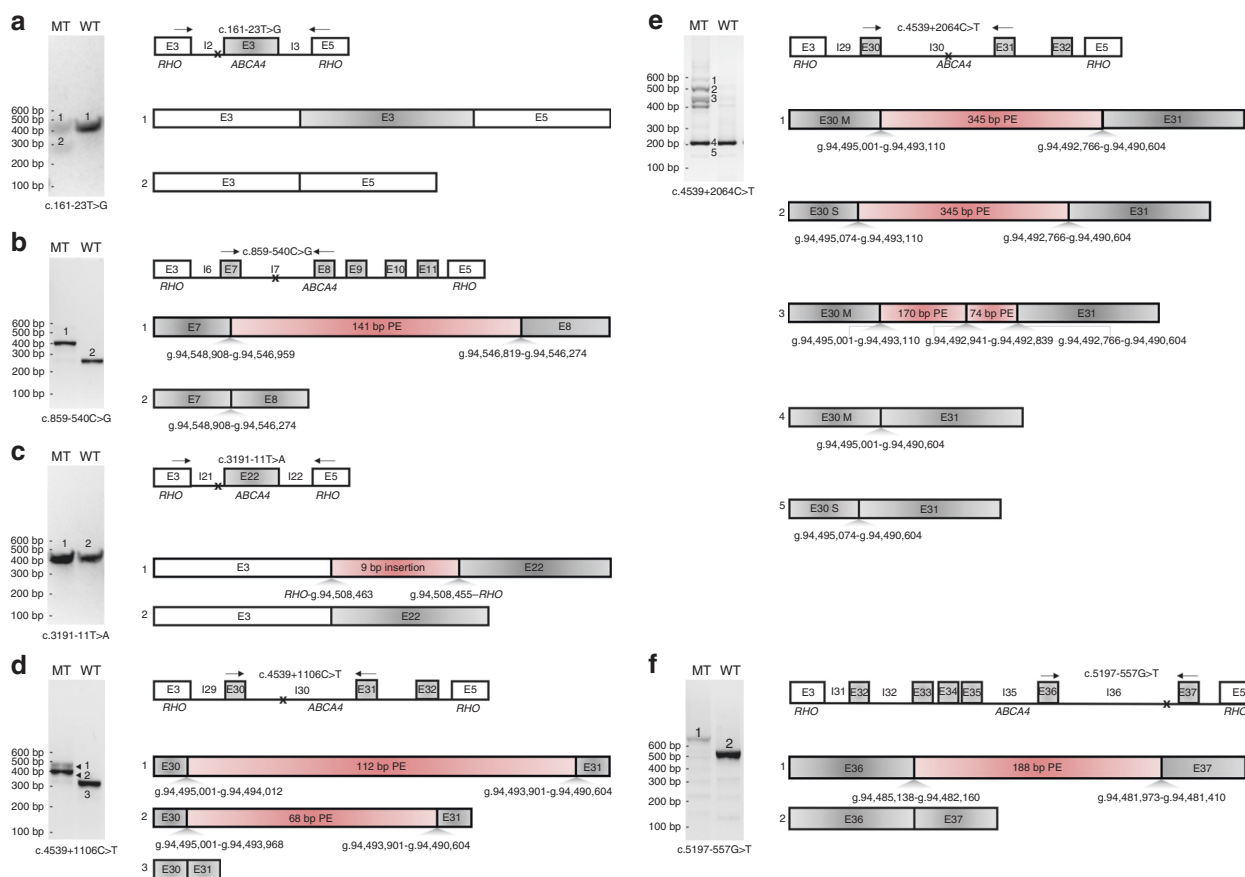 a
MT WT
600 bp
500 bp
400 bp
300 bp
200 bp
100 bp
1 1
2
c.161-23T>G
c.161-23T>G
E3 I2 E3 I3 E5
x
RHO ABCA4 RHO
1 E3 E3 E5
2 E3 E5
b
MT WT
600 bp
500 bp
400 bp
300 bp
200 bp
100 bp
1
2
c.859-540C>G
c.859-540C>G
E3 I6 E7 I7 E8 E9 E10 E11 E5
x
RHO ABCA4 RHO
1 E7 141 bp PE E8
g.94,548,908-g.94,546,959 g.94,546,819-g.94,546,274
2 E7 E8
g.94,548,908-g.94,546,274
c
MT WT
600 bp
500 bp
400 bp
300 bp
200 bp
100 bp
1 2
c.3191-11T>A
c.3191-11T>A
E3 I21 E22 I22 E5
x
RHO ABCA4 RHO
1 E3 9 bp insertion E22
RHO-g.94,508,463 g.94,508,455–RHO
2 E3 E22
d
MT WT
600 bp
500 bp
400 bp
300 bp
200 bp
100 bp
1
2
3
c.4539+1106C>T
c.4539+1106C>T
E3 I29 E30 I30 E31 E32 E5
x
RHO ABCA4 RHO
1 E30 112 bp PE E31
g.94,495,001-g.94,494,012 g.94,493,901-g.94,490,604
2 E30 68 bp PE E31
g.94,495,001-g.94,493,968 g.94,493,901-g.94,490,604
3 E30 E31
e
MT WT
600 bp
500 bp
400 bp
300 bp
200 bp
100 bp
1
2
3
4
5
c.4539+2064C>T
c.4539+2064C>T
E3 I29 E30 I30 E31 E32 E5
x
RHO ABCA4 RHO
1 E30 M 345 bp PE E31
g.94,495,001-g.94,493,110 g.94,492,766-g.94,490,604
2 E30 S 345 bp PE E31
g.94,495,074-g.94,493,110 g.94,492,766-g.94,490,604
3 E30 M 170 bp PE 74 bp PE E31
g.94,495,001-g.94,493,110 g.94,492,941-g.94,492,839 g.94,492,766-g.94,490,604
4 E30 M E31
g.94,495,001-g.94,490,604
5 E30 S E31
g.94,495,074-g.94,490,604
f
MT WT
600 bp
500 bp
400 bp
300 bp
200 bp
100 bp
1
2
c.5197-557G>T
c.5197-557G>T
E3 I31 E32 I32 E33 E34 E35 I35 E36 I36 E37 E5
x
RHO ABCA4 RHO
1 E36 188 bp PE E37
g.94,485,138-g.94,482,160 g.94,481,973-g.94,481,410
2 E36 E37